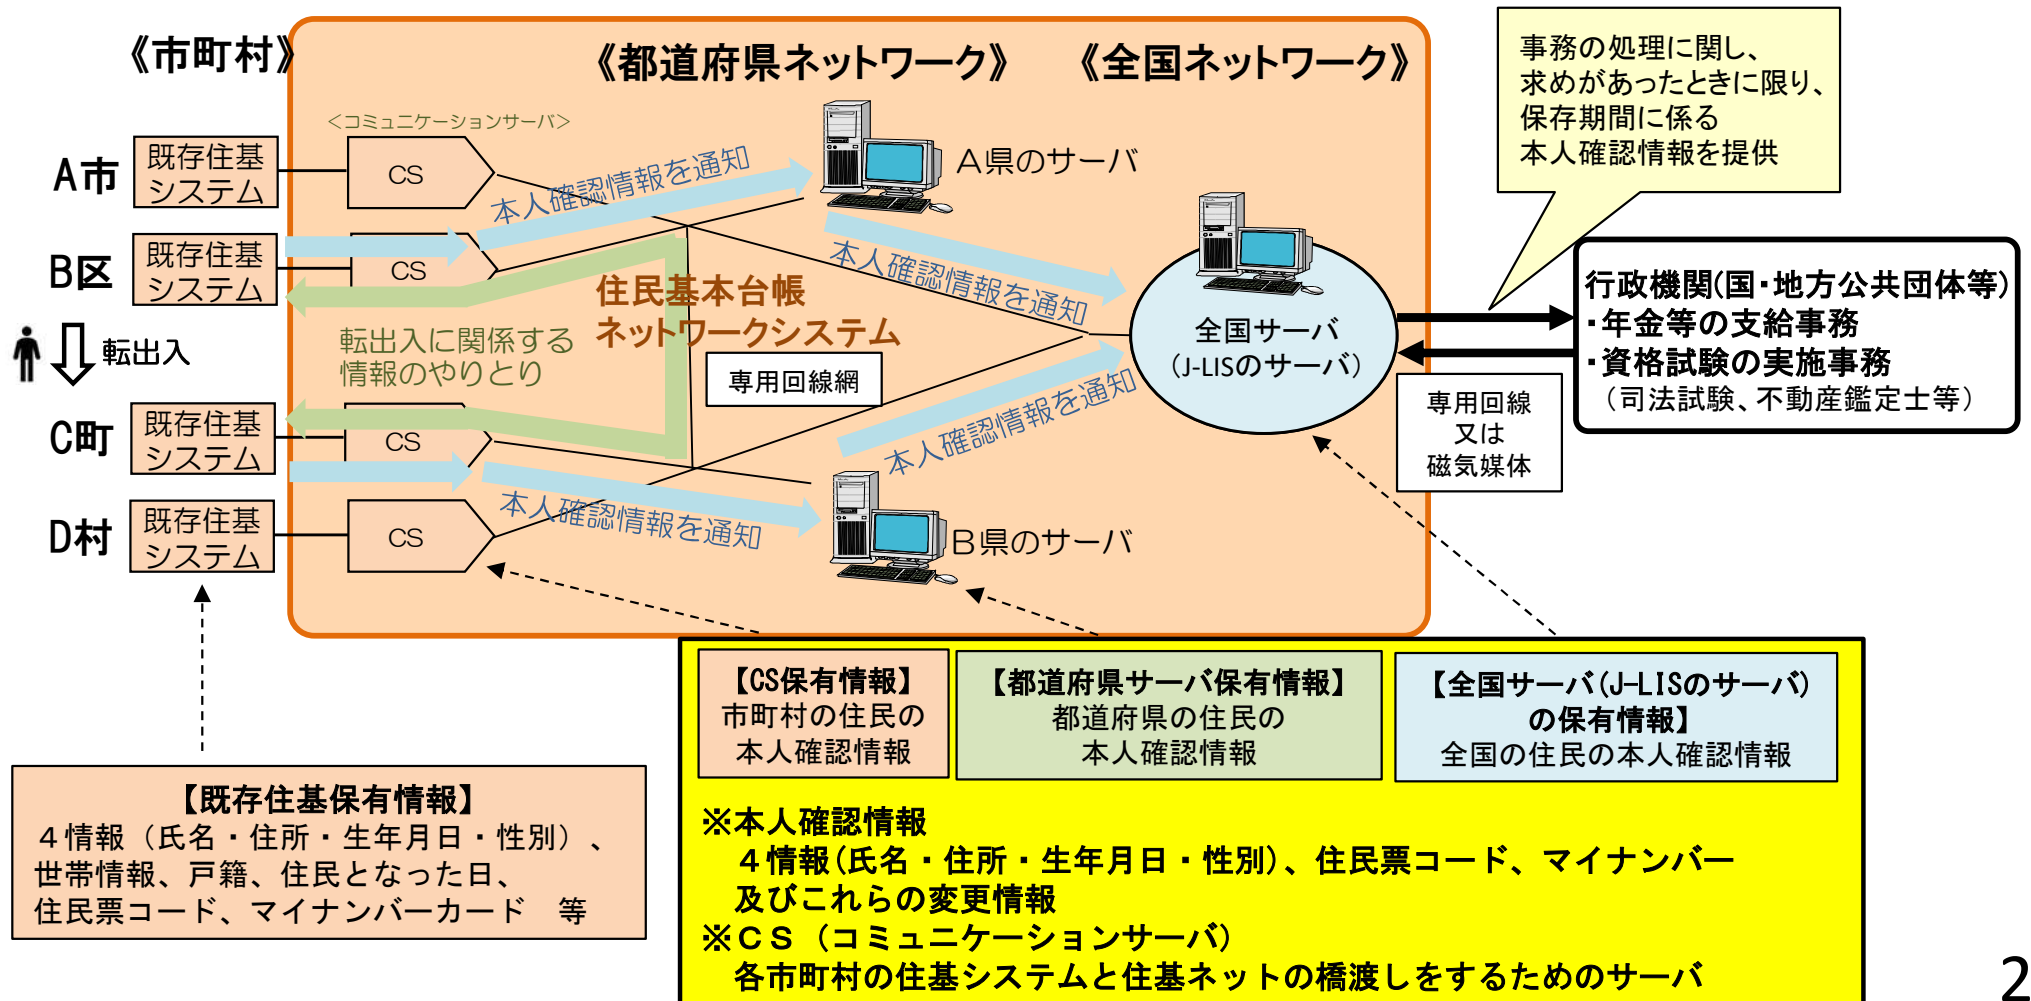 《市町村》
《都道府県ネットワーク》
《全国ネットワーク》
事務の処理に関し、
求めがあったときに限り、
保存期間に係る
本人確認情報を提供
＜コミュニケーションサーバ＞
A市
既存住基
システム
CS
本人確認情報を通知
A県のサーバ
B区
既存住基
システム
CS
本人確認情報を通知
住民基本台帳
ネットワークシステム
転出入
転出入に関係する
情報のやりとり
専用回線網
全国サーバ
(J-LISのサーバ)
行政機関(国・地方公共団体等)
・年金等の支給事務
・資格試験の実施事務
（司法試験、不動産鑑定士等）
専用回線
又は
磁気媒体
C町
既存住基
システム
CS
本人確認情報を通知
本人確認情報を通知
D村
既存住基
システム
CS
B県のサーバ
【CS保有情報】
市町村の住民の
本人確認情報
【都道府県サーバ保有情報】
都道府県の住民の
本人確認情報
【全国サーバ(J-LISのサーバ)
の保有情報】
全国の住民の本人確認情報
【既存住基保有情報】
４情報（氏名・住所・生年月日・性別）、
世帯情報、戸籍、住民となった日、
住民票コード、マイナンバーカード　等
※本人確認情報
４情報(氏名・住所・生年月日・性別)、住民票コード、マイナンバー
及びこれらの変更情報
※ＣＳ（コミュニケーションサーバ）
各市町村の住基システムと住基ネットの橋渡しをするためのサーバ
2